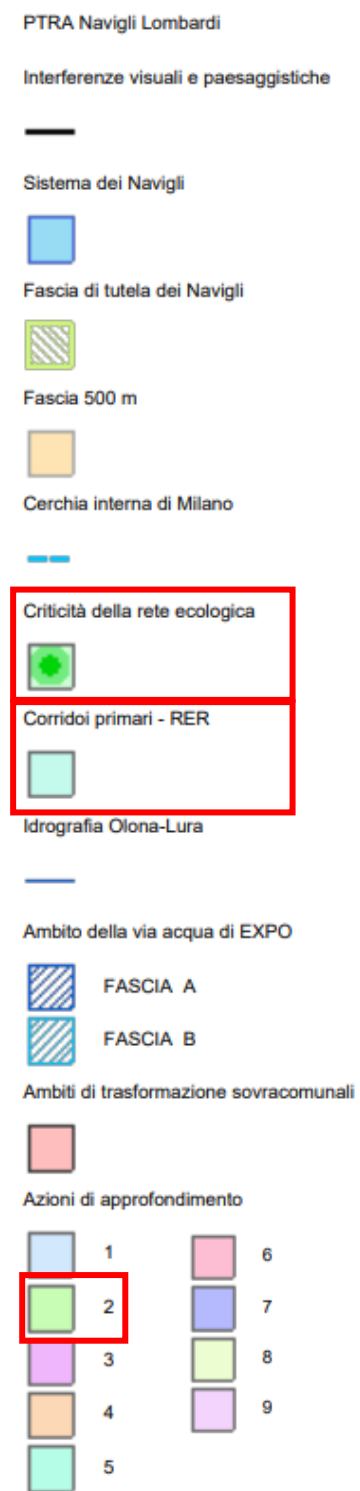 PTRA Navigli Lombardi
Interferenze visuali e paesaggistiche
Sistema dei Navigli
Fascia di tutela dei Navigli
Fascia 500 m
Cerchia interna di Milano
Criticità della rete ecologica
Corridoi primari - RER
Idrografia Olona-Lura
Ambito della via acqua di EXPO
FASCIA A
FASCIA B
Ambiti di trasformazione sovracomunali
Azioni di approfondimento
1
2
3
4
5
6
7
8
9